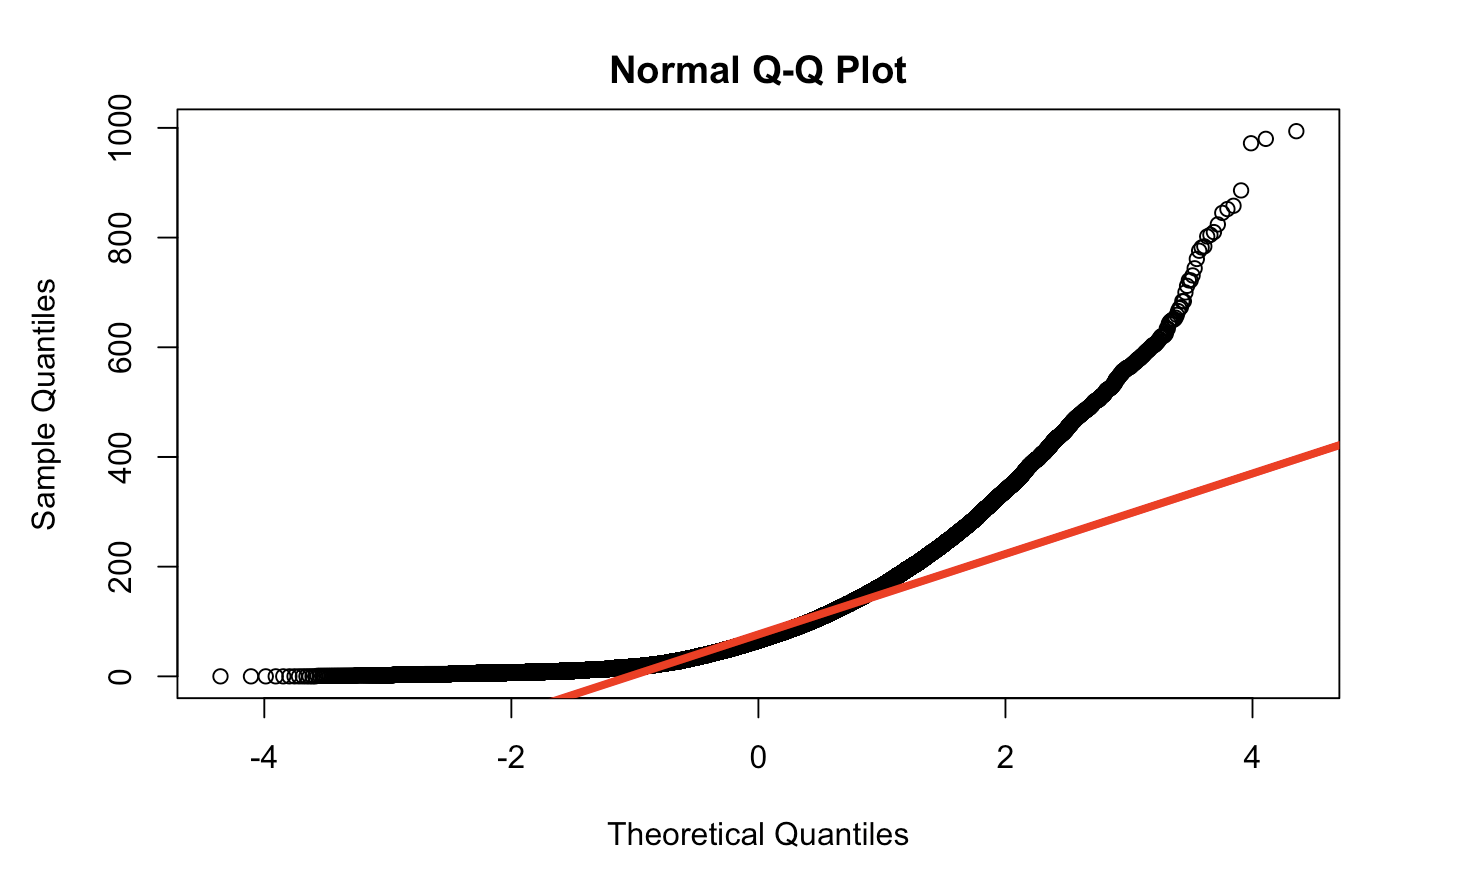 Normal Q-Q Plot
Sample Quantiles
1000
800
600
400
200
0
-4 -2 0 2 4
Theoretical Quantiles